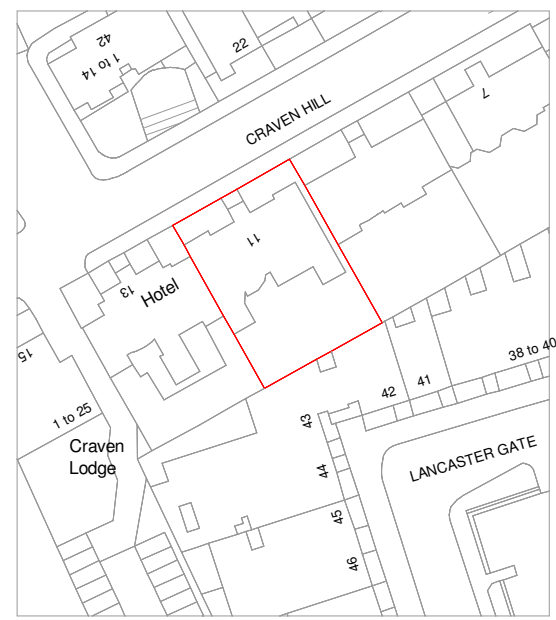 42
1 to 14
22
CRAVEN HILL
7
11
13
Hotel
15
1 to 25
Craven
Lodge
38 to 40
41
42
43
44
45
46
LANCASTER GATE